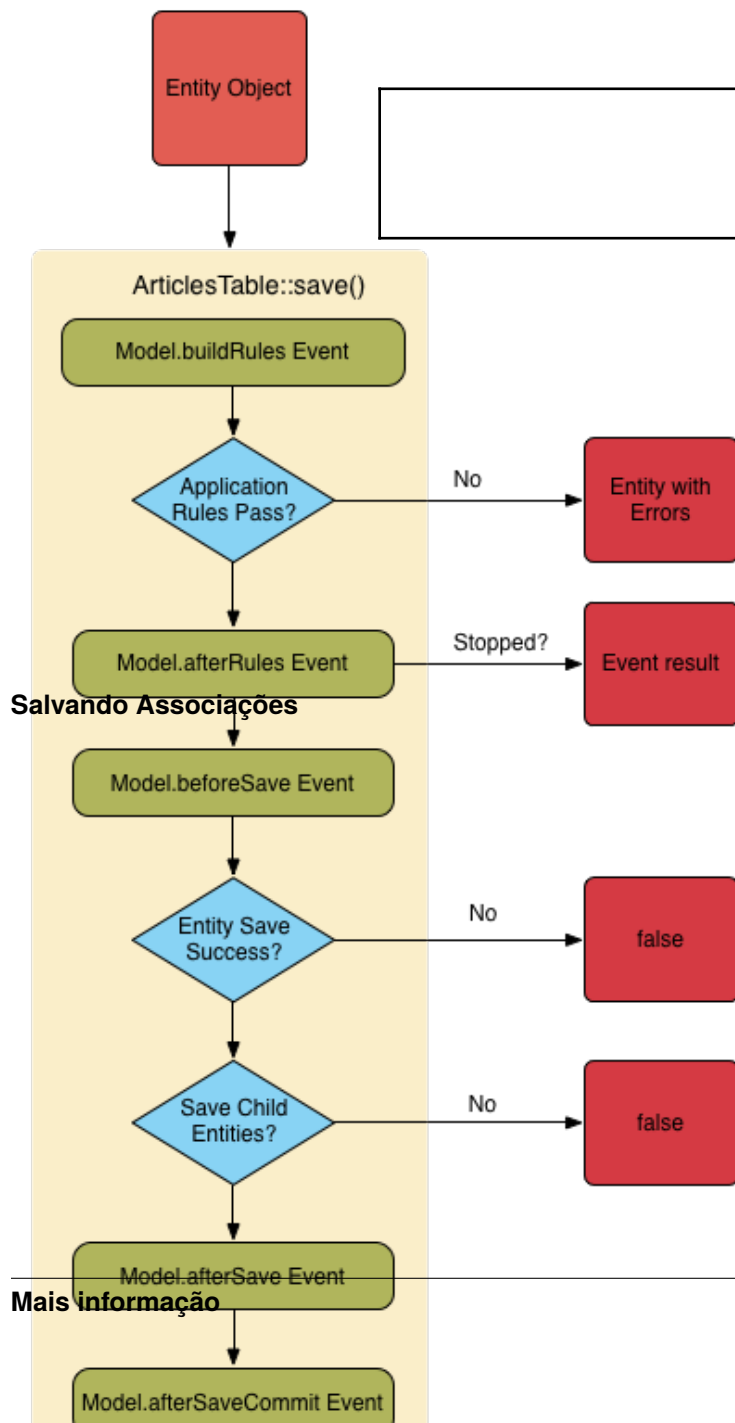 Entity Object
ArticlesTable::save()
Model.buildRules Event
Application
Rules Pass?
No
Entity with
Errors
Model.afterRules Event
Stopped?
Event result
Salvando Associações
Model.beforeSave Event
Entity Save
Success?
No
false
Save Child
Entities?
No
false
Model.afterSave Event
Mais informação
Model.afterSaveCommit Event